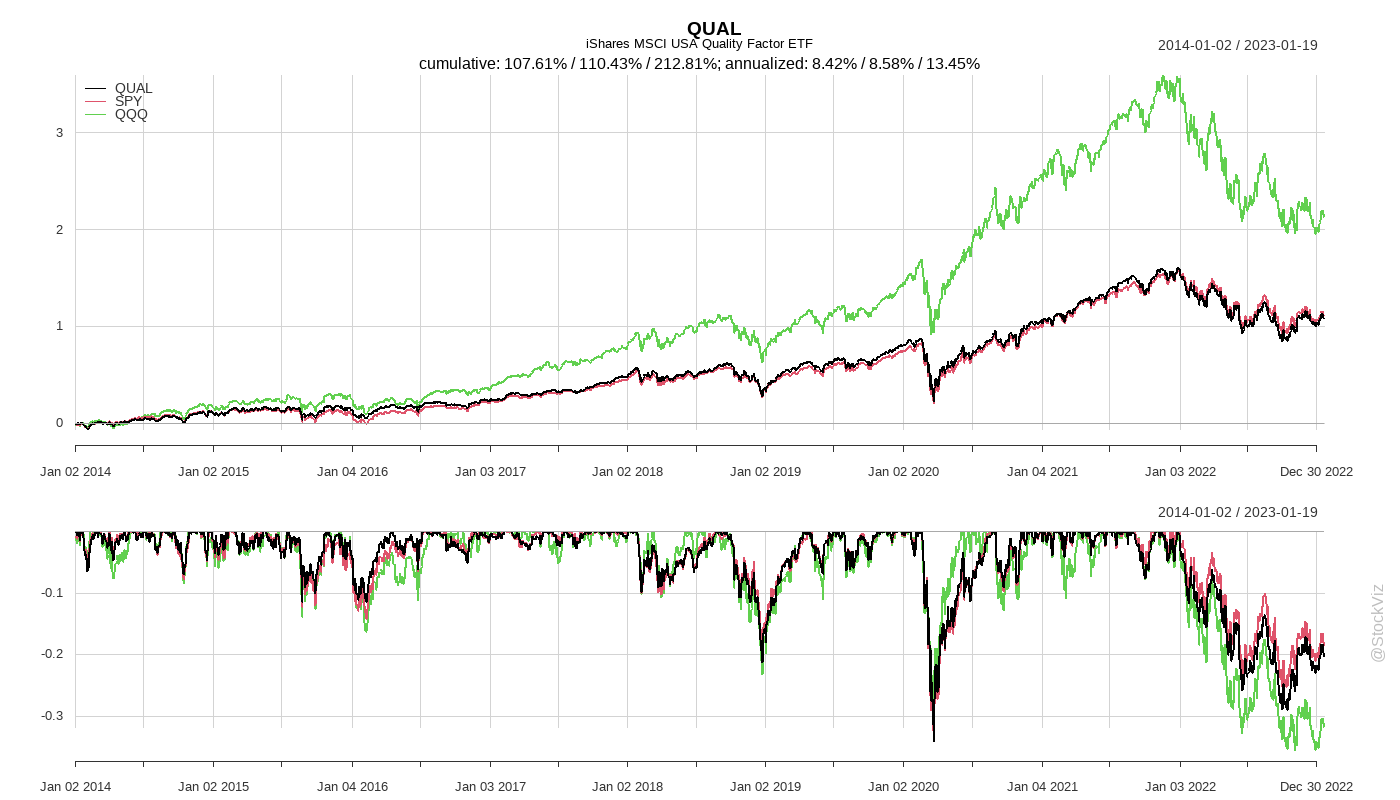 QUAL
iShares MSCI USA Quality Factor ETF
2014-01-02 / 2023-01-19
cumulative: 107.61% / 110.43% / 212.81%; annualized: 8.42% / 8.58% / 13.45%
QUAL
SPY
QQQ
3
2
1
0
Jan 02 2014 Jan 02 2015 Jan 04 2016 Jan 03 2017 Jan 02 2018 Jan 02 2019 Jan 02 2020 Jan 04 2021 Jan 03 2022 Dec 30 2022
2014-01-02 / 2023-01-19
-0.1
-0.2
-0.3
Jan 02 2014 Jan 02 2015 Jan 04 2016 Jan 03 2017 Jan 02 2018 Jan 02 2019 Jan 02 2020 Jan 04 2021 Jan 03 2022 Dec 30 2022
@StockViz